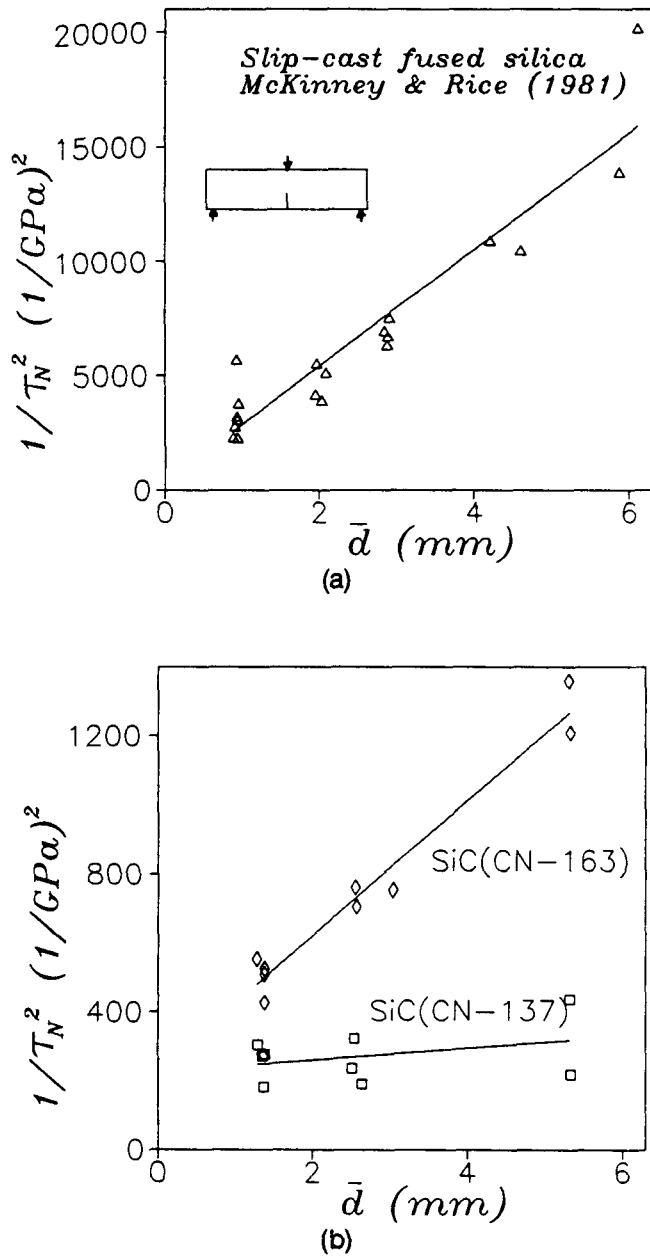 20000
15000
10000
5000
0
1/τ_N² (1/GPa)²
Slip-cast fused silica
McKinney & Rice (1981)
0 2 4 6
d̄ (mm)
(a)
1200
800
400
0
1/τ_N² (1/GPa)²
SiC(CN-163)
SiC(CN-137)
0 2 4 6
d̄ (mm)
(b)